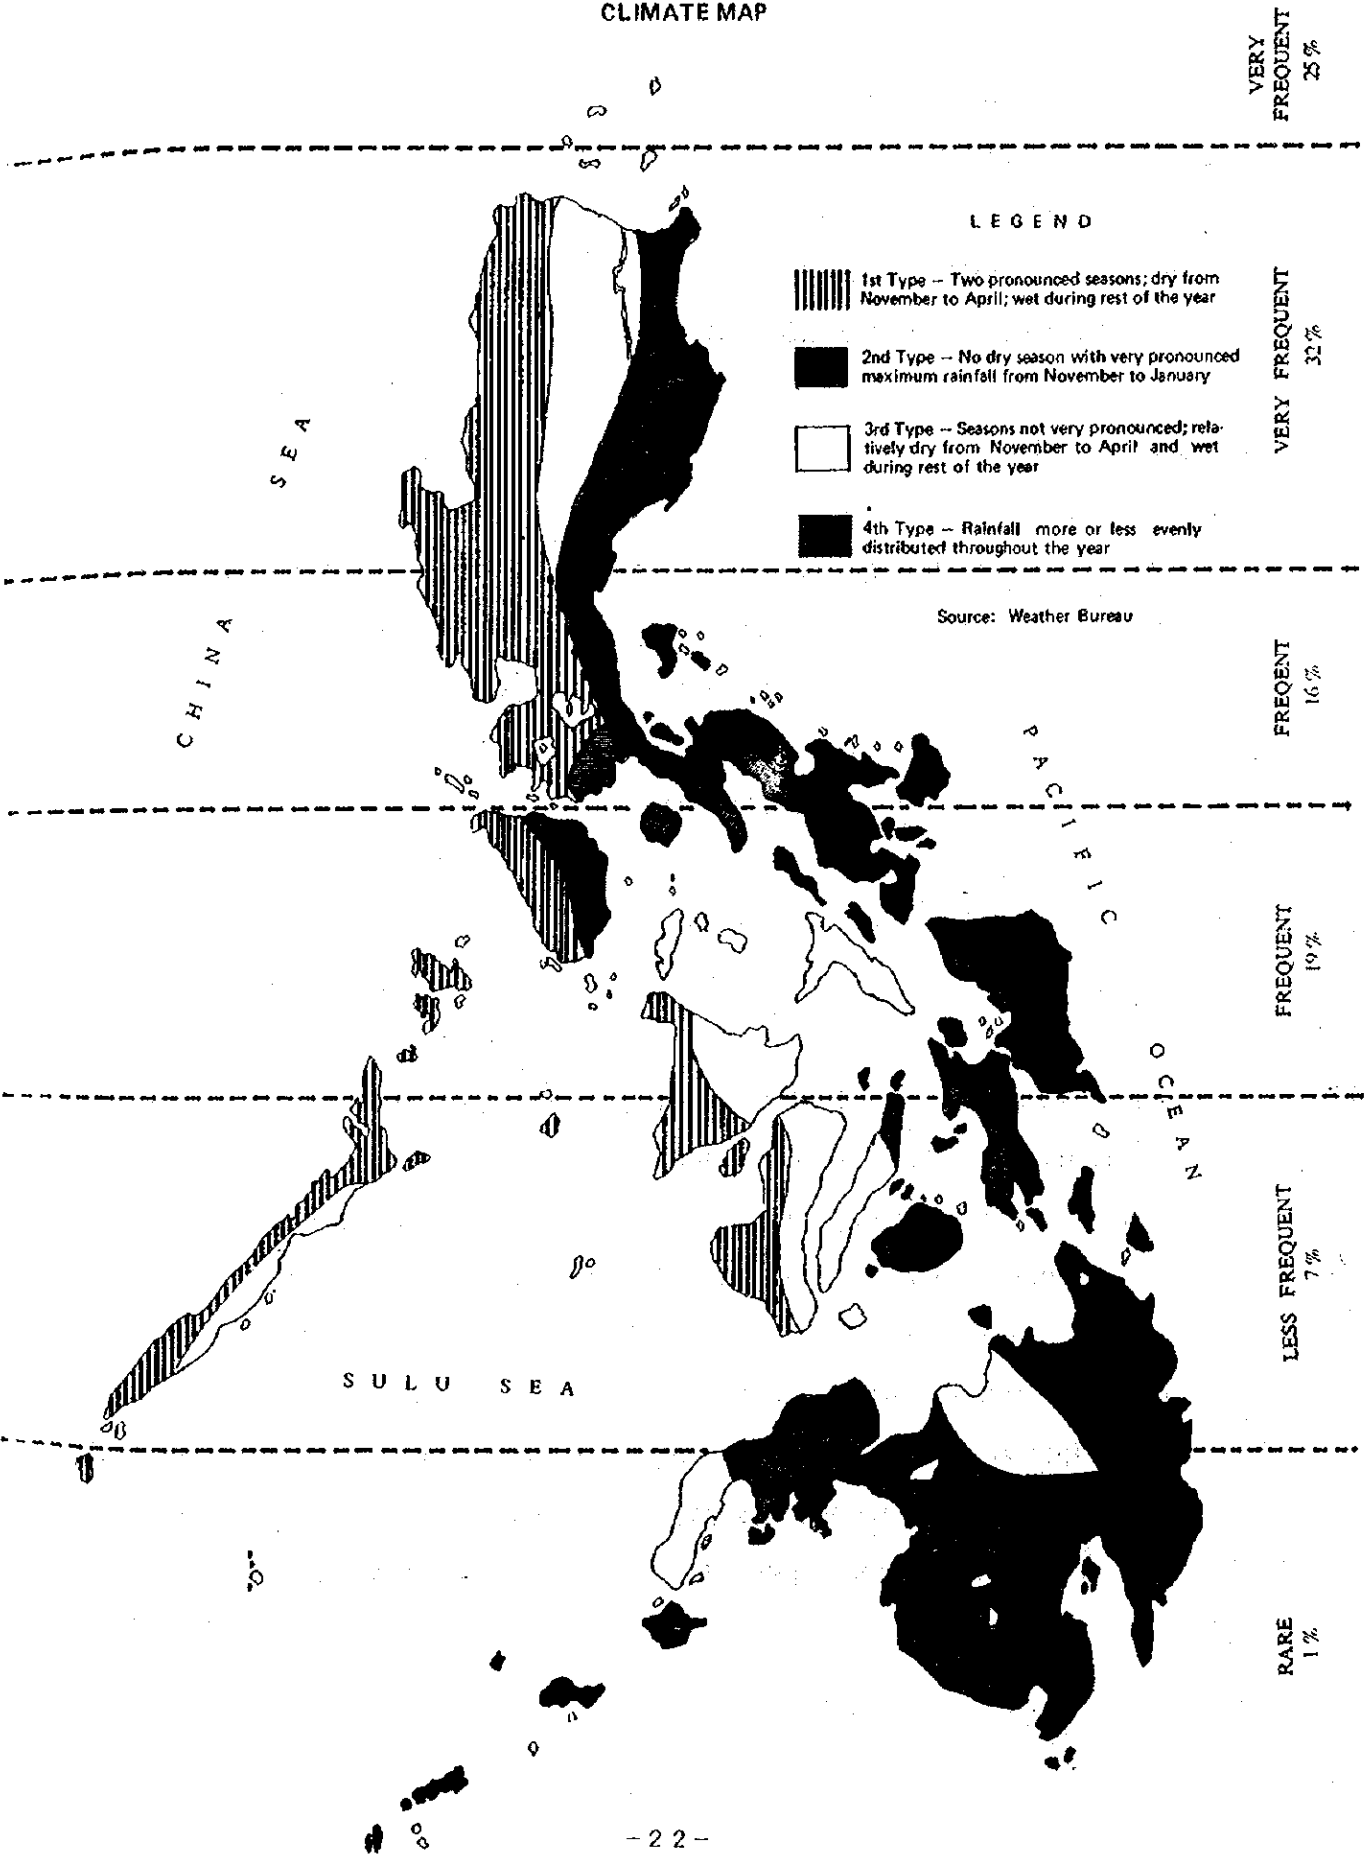 CLIMATE MAP
VERY
FREQUENT
25%
LEGEND
1st Type – Two pronounced seasons; dry from
November to April; wet during rest of the year
2nd Type – No dry season with very pronounced
maximum rainfall from November to January
3rd Type – Seasons not very pronounced; rela-
tively dry from November to April and wet
during rest of the year
4th Type – Rainfall more or less evenly
distributed throughout the year
VERY FREQUENT
32%
Source: Weather Bureau
CHINA SEA
FREQENT
16%
PACIFIC OCEAN
FREQUENT
19%
LESS FREQUENT
7%
SULU SEA
RARE
1%
-22-